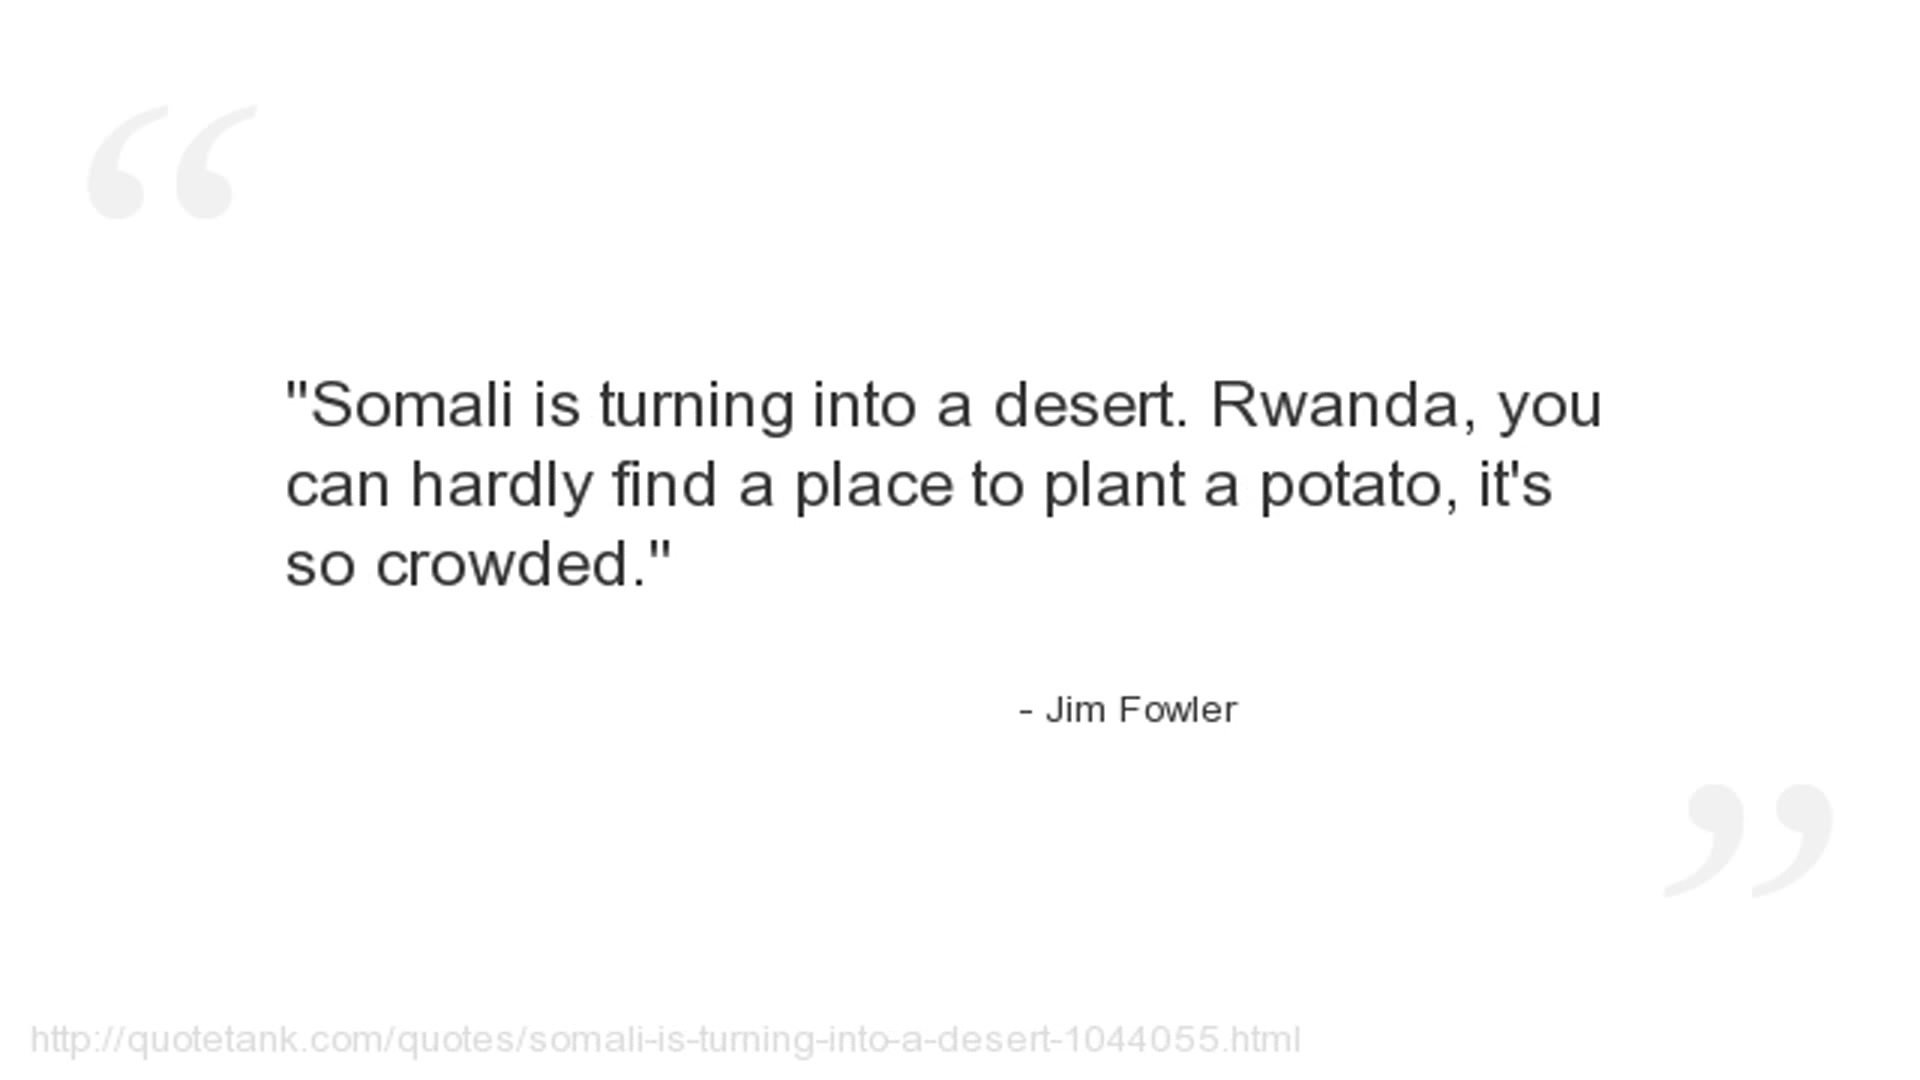 "Somali is turning into a desert. Rwanda, you
can hardly find a place to plant a potato, it's
so crowded."
- Jim Fowler
http://quotetank.com/quotes/somali-is-turning-into-a-desert-1044055.html